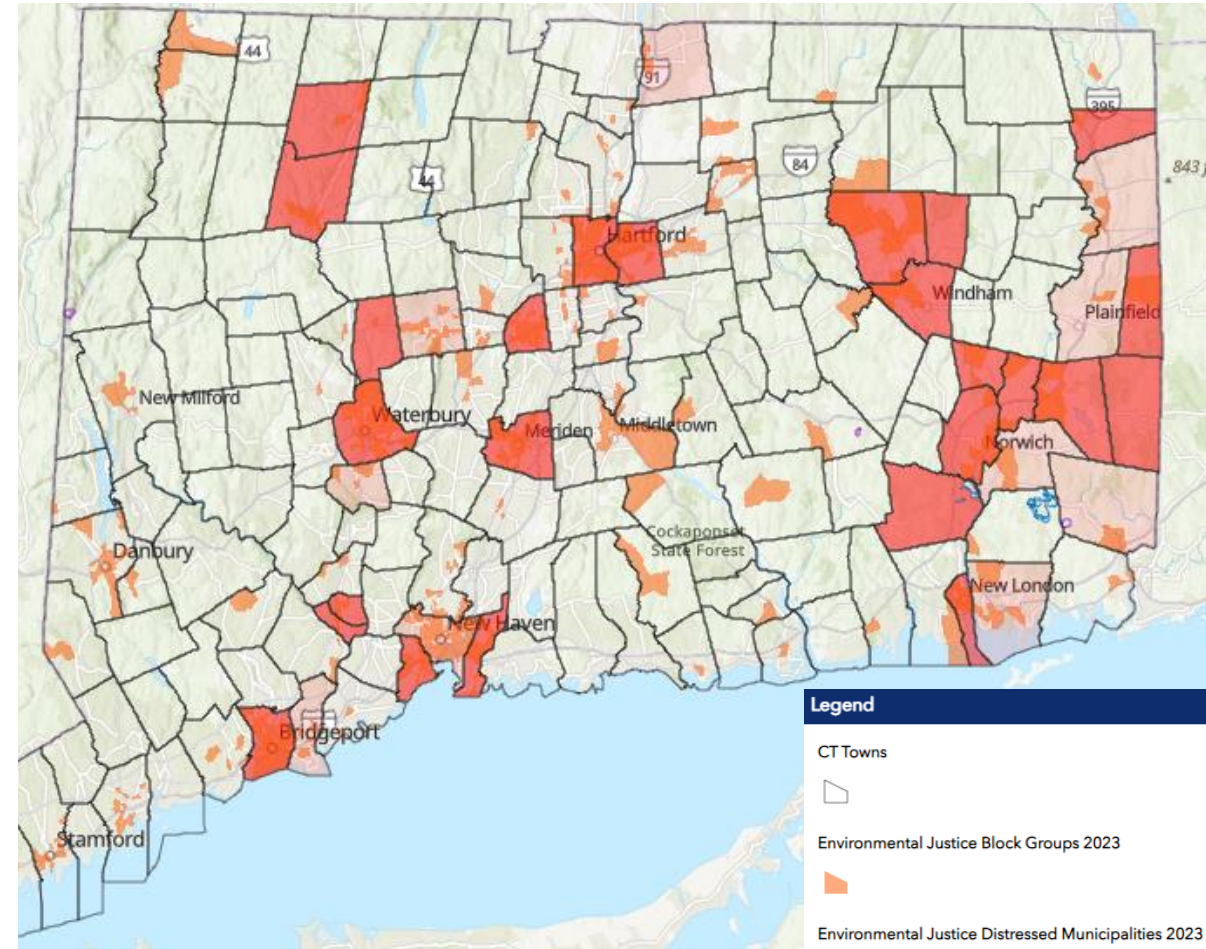 44
91
395
84
44
843
Hartford
Windham
Plainfield
New Milford
Waterbury
Meriden
Middletown
Norwich
Cockaponset
State Forest
Danbury
New London
New Haven
Bridgeport
Stamford
Legend
CT Towns
Environmental Justice Block Groups 2023
Environmental Justice Distressed Municipalities 2023